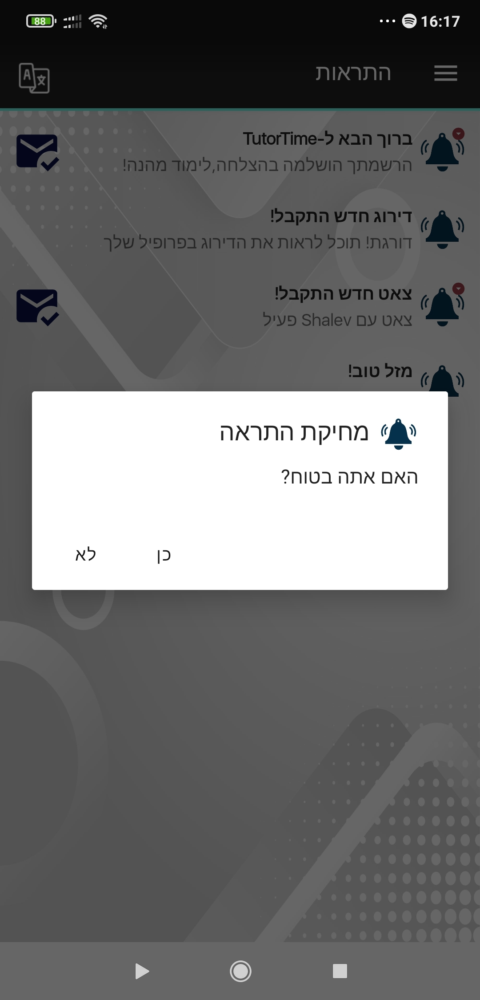 88
16:17
התראות
ברוך הבא ל-TutorTime
הרשמתך הושלמה בהצלחה,לימוד מהנה!
דירוג חדש התקבל!
דורגת! תוכל לראות את הדירוג בפרופיל שלך
צאט חדש התקבל!
צאט עם Shalev פעיל
מזל טוב!
מחיקת התראה
האם אתה בטוח?
כן
לא